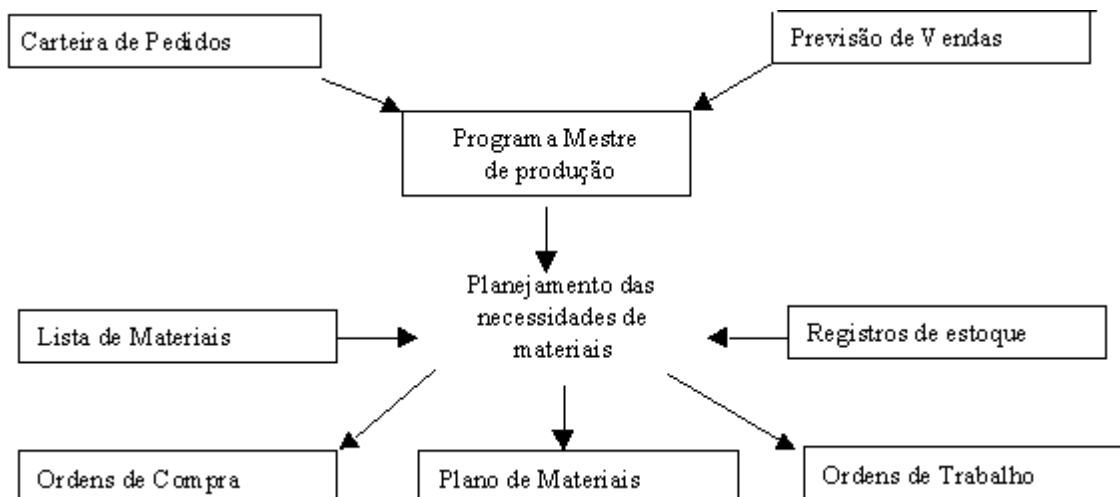 Carteira de Pedidos
Previsão de Vendas
Programa Mestre
de produção
Planejamento das
necessidades de
materiais
Lista de Materiais
Registros de estoque
Ordens de Compra
Plano de Materiais
Ordens de Trabalho